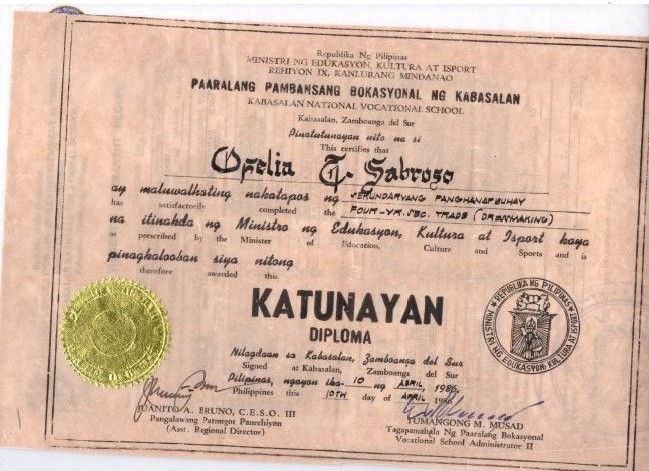 Republika Ng Pilipinas
MINISTRI NG EDUKASYON, KULTURA AT ISPORT
REHIYON IX, KANLURANG MINDANAO
PAARALANG PAMBANSANG BOKASYONAL NG KABASALAN
KABASALAN NATIONAL VOCATIONAL SCHOOL
Kabasalan, Zamboanga del Sur
Pinatutunayan nito na si
This certifies that
Ofelia T. Sabroso
ay maluwalhating nakatapos ng SEKUNDARYANG PANGHANAPBUHAY
has satisfactorily completed the FOUR-YR. SEC. TRADE (DRESSMAKING)
na itinakda ng Ministro ng Edukasyon, Kultura at Isport kaya
as prescribed by the Minister of Education, Culture and Sports and is
pinagkalooban siya nitong
therefore awarded this
KATUNAYAN
DIPLOMA
Nilagdaan sa Kabasalan, Zamboanga del Sur
Signed at Kabasalan, Zamboanga del Sur
Pilipinas, ngayon ika-10 ng ABRIL, 1986
Philippines this 10TH day of APRIL, 1986
REPUBLIKA NG PILIPINAS
MINISTRI NG EDUKASYON, KULTURA AT ISPORT
JUANITO A. ERUNO, C.E.S.O. III
Pangalawang Patnugot Panrehiyon
(Asst. Regional Director)
TUMANGONG M. MUSAD
Tagapamahala Ng Paaralang Bokasyonal
Vocational School Administrator II